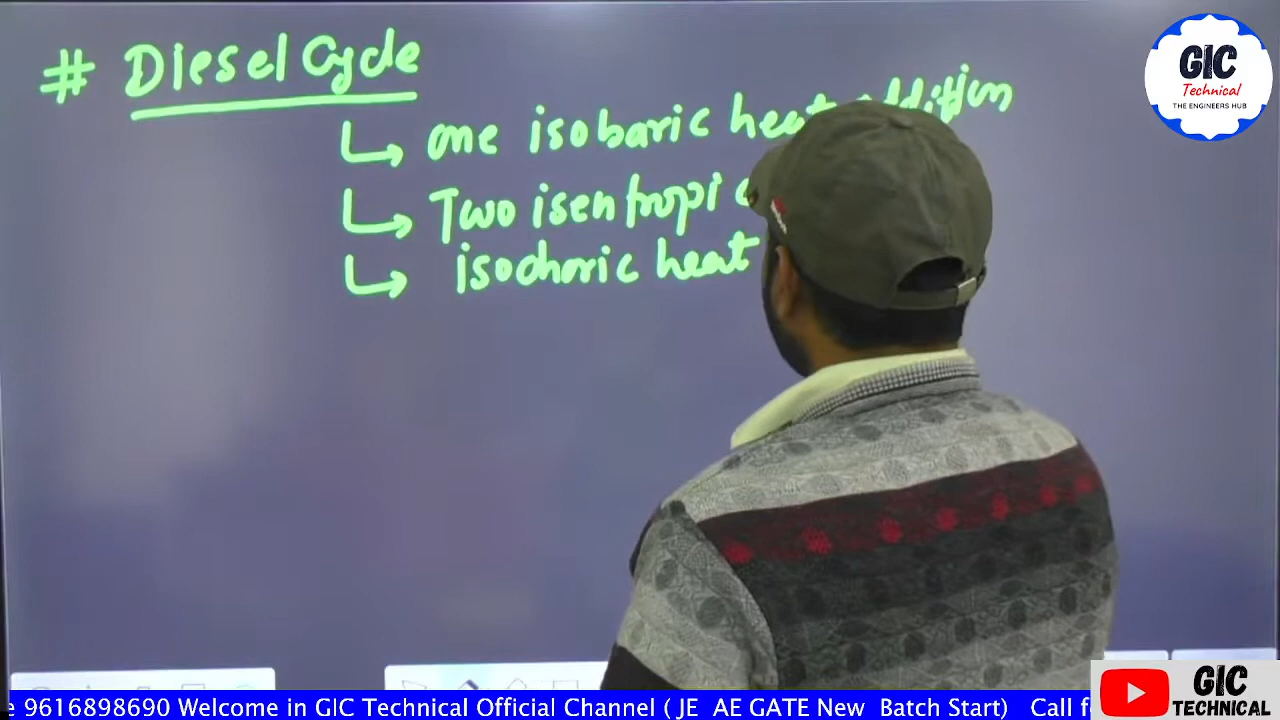 # Diesel Cycle
GIC
Technical
THE ENGINEERS HUB
↳ one isobaric heat addition
↳ Two isentropic
↳ isochoric heat
9616898690 Welcome in GIC Technical Official Channel ( JE AE GATE New Batch Start) Call
GIC
TECHNICAL